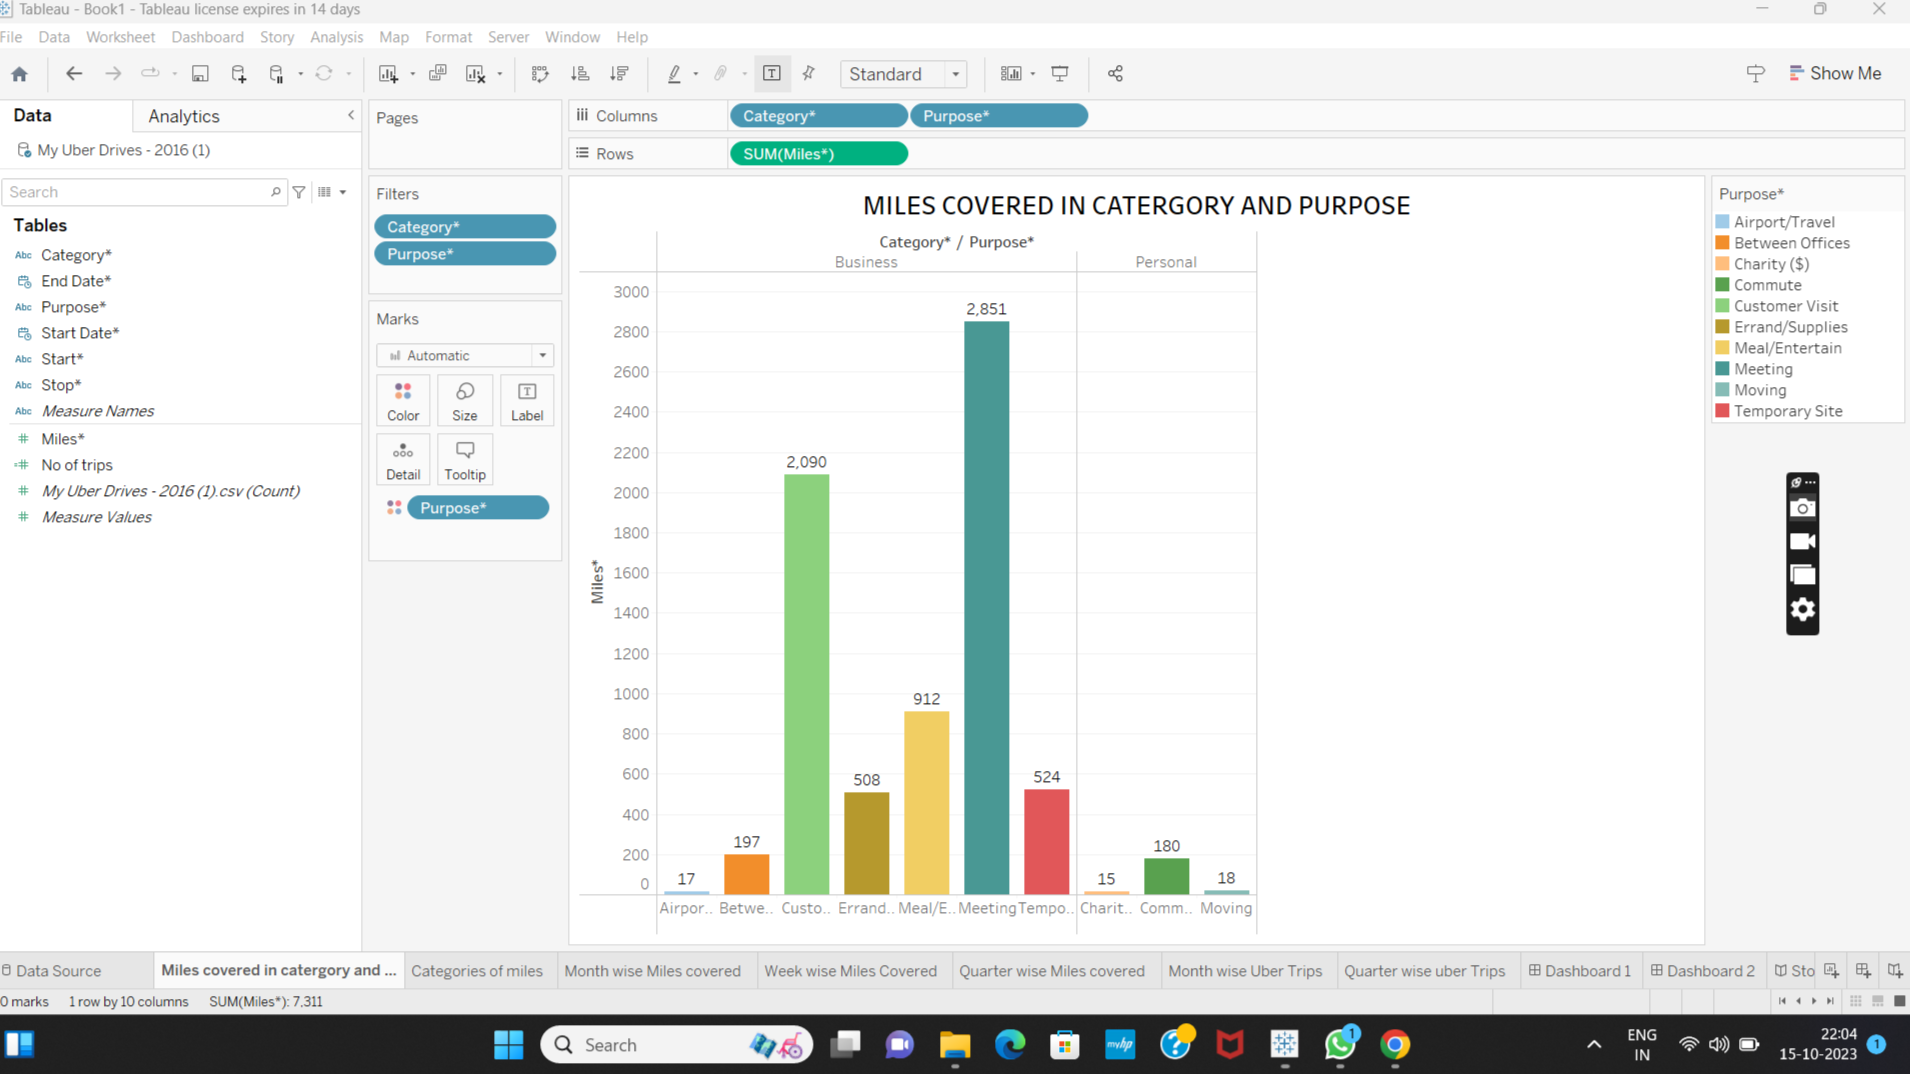 Tableau - Book1 - Tableau license expires in 14 days
File Data Worksheet Dashboard Story Analysis Map Format Server Window Help
Standard
Show Me
Data Analytics
My Uber Drives - 2016 (1)
Search
Tables
Abc Category*
End Date*
Abc Purpose*
Start Date*
Abc Start*
Abc Stop*
Abc Measure Names
Miles*
No of trips
My Uber Drives - 2016 (1).csv (Count)
Measure Values
Pages
Filters
Category*
Purpose*
Marks
Automatic
Color Size Label
Detail Tooltip
Purpose*
Columns Category* Purpose*
Rows SUM(Miles*)
MILES COVERED IN CATERGORY AND PURPOSE
Category* / Purpose*
Business Personal
Miles*
3000
2800
2600
2400
2200
2000
1800
1600
1400
1200
1000
800
600
400
200
0
17 197 2,090 508 912 2,851 524 15 180 18
Airpor.. Betwe.. Custo.. Errand.. Meal/E.. Meeting Tempo.. Charit.. Comm.. Moving
Purpose*
Airport/Travel
Between Offices
Charity ($)
Commute
Customer Visit
Errand/Supplies
Meal/Entertain
Meeting
Moving
Temporary Site
Data Source Miles covered in catergory and ... Categories of miles Month wise Miles covered Week wise Miles Covered Quarter wise Miles covered Month wise Uber Trips Quarter wise uber Trips Dashboard 1 Dashboard 2 Sto
0 marks 1 row by 10 columns SUM(Miles*): 7,311
Search
myhp
1
ENG
IN
22:04
15-10-2023
1